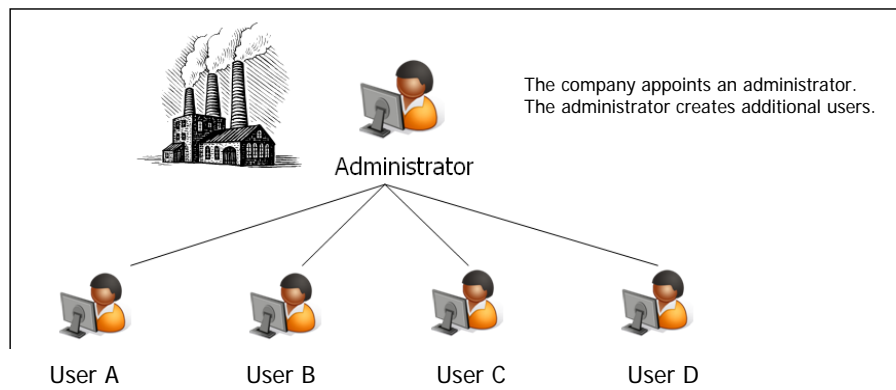 The company appoints an administrator.
The administrator creates additional users.
Administrator
User A
User B
User C
User D